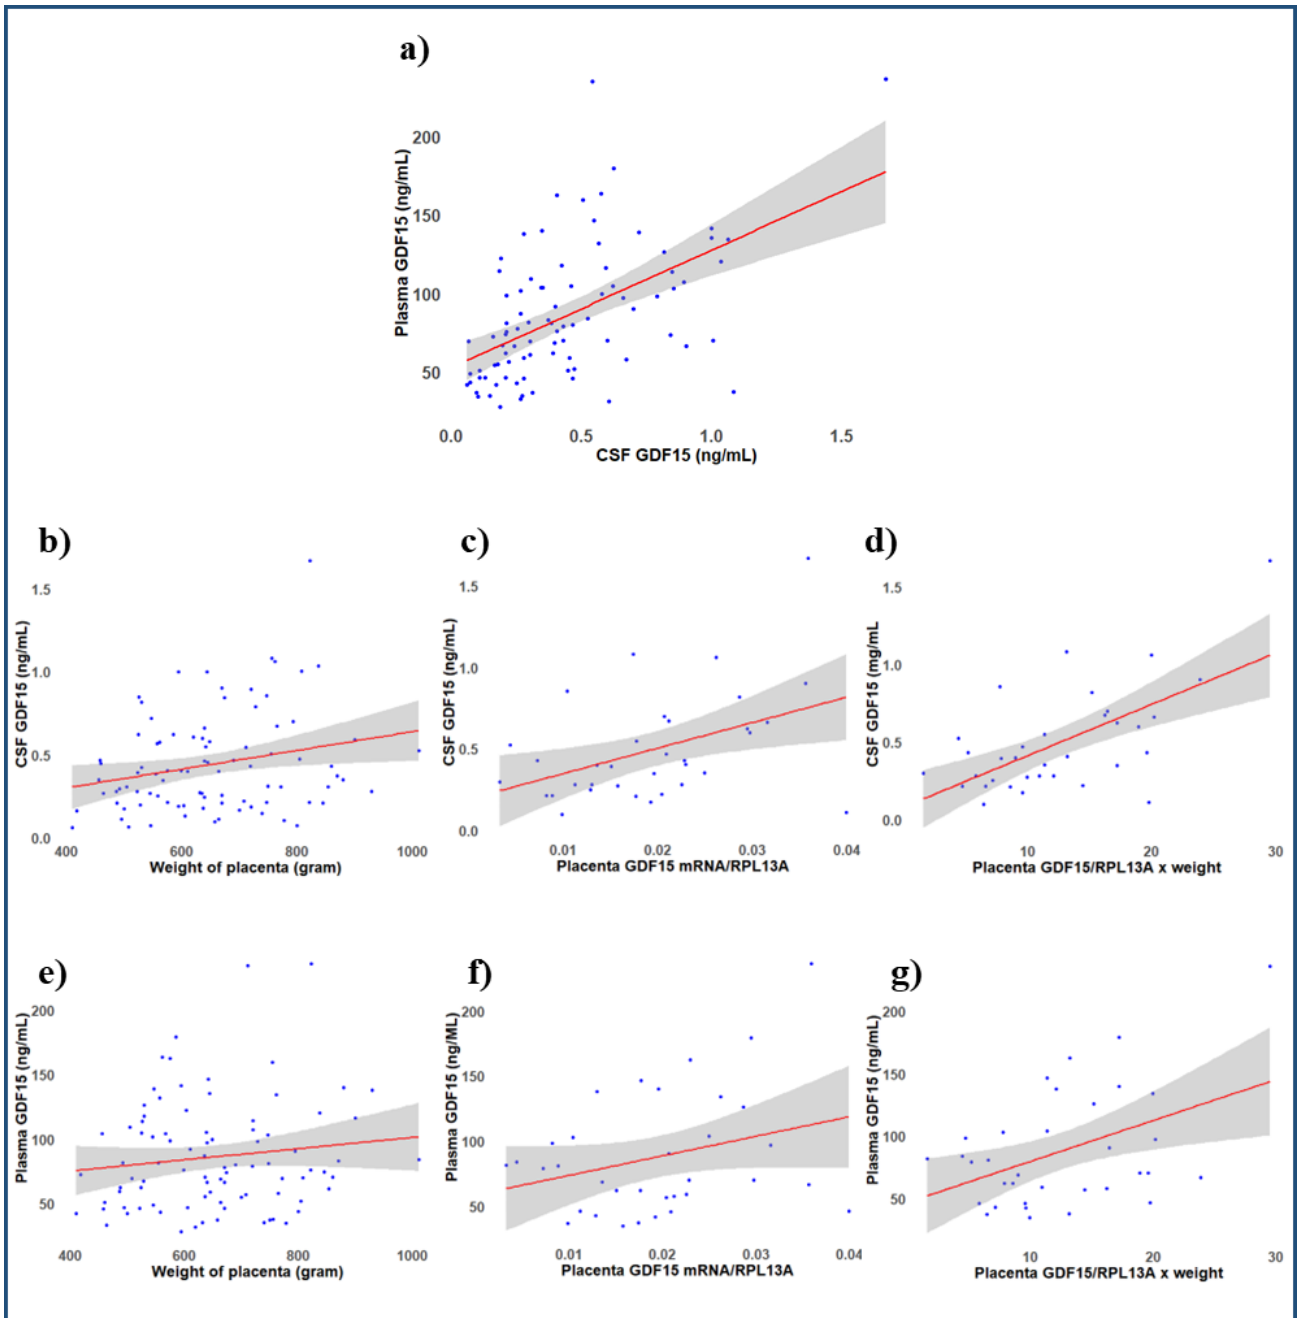 a)
Plasma GDF15 (ng/mL)
200
150
100
50
0.0 0.5 1.0 1.5
CSF GDF15 (ng/mL)
b)
CSF GDF15 (ng/mL)
1.5
1.0
0.5
0.0
400 600 800 1000
Weight of placenta (gram)
c)
CSF GDF15 (ng/mL)
1.5
1.0
0.5
0.0
0.01 0.02 0.03 0.04
Placenta GDF15 mRNA/RPL13A
d)
CSF GDF15 (mg/mL
1.5
1.0
0.5
0.0
10 20 30
Placenta GDF15/RPL13A x weight
e)
Plasma GDF15 (ng/mL)
200
150
100
50
400 600 800 1000
Weight of placenta (gram)
f)
Plasma GDF15 (ng/ML)
200
150
100
50
0.01 0.02 0.03 0.04
Placenta GDF15 mRNA/RPL13A
g)
Plasma GDF15 (ng/mL)
200
150
100
50
10 20 30
Placenta GDF15/RPL13A x weight